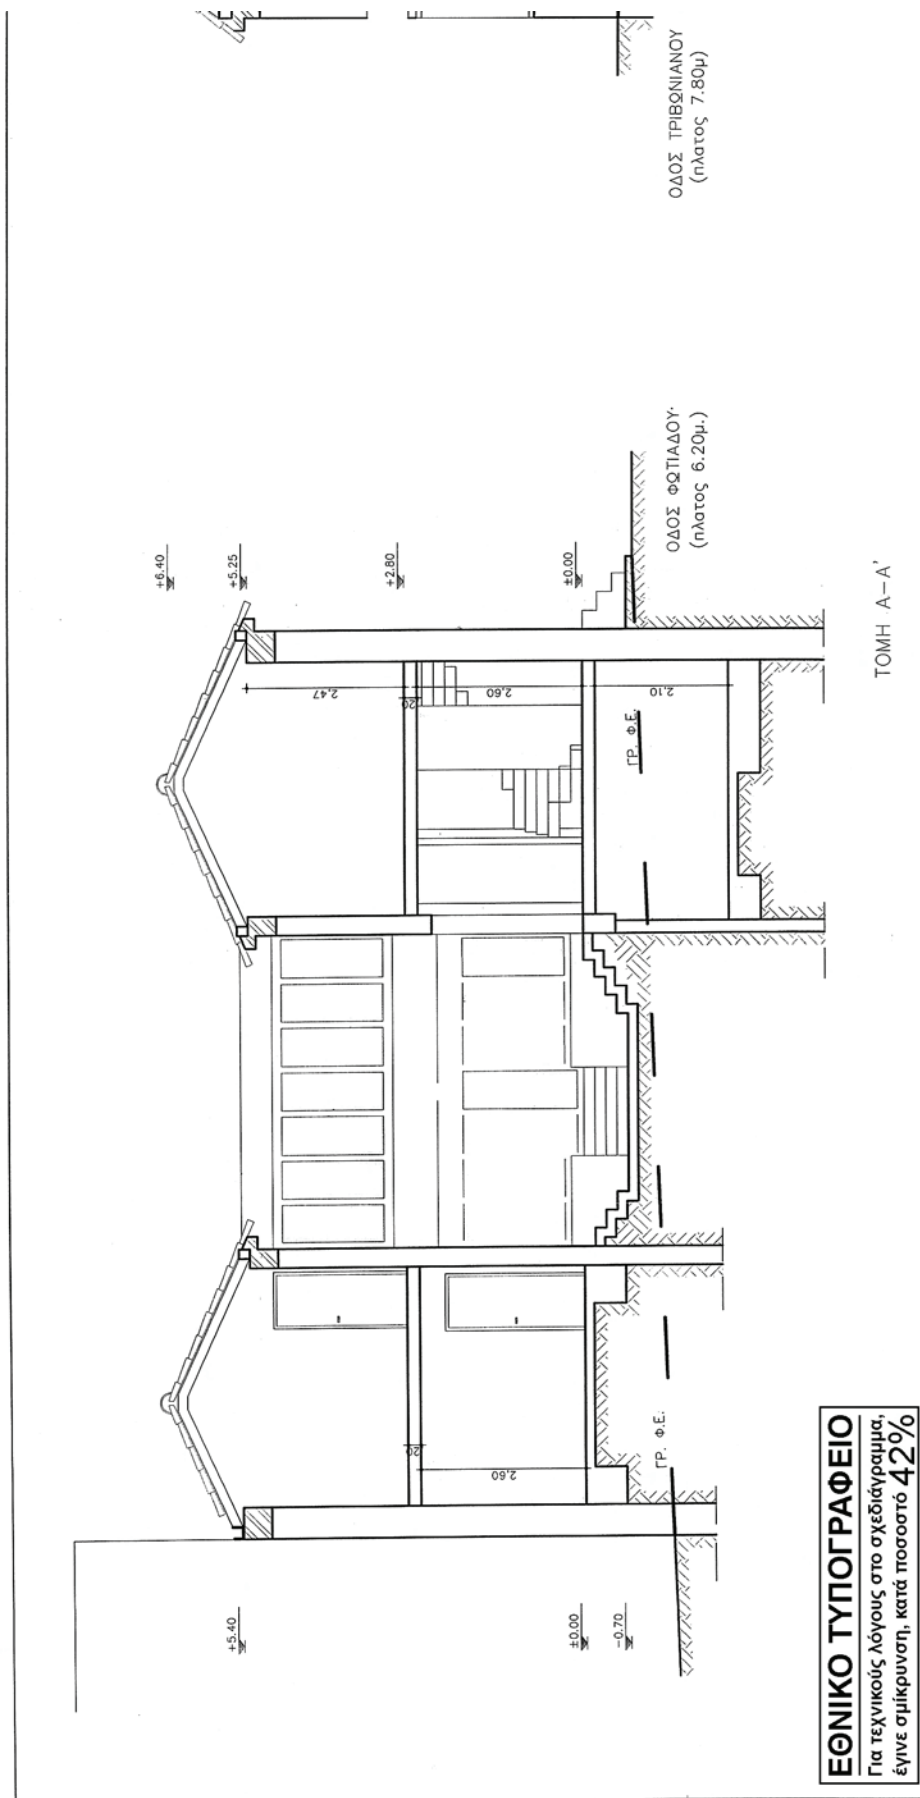 ΟΔΟΣ ΤΡΙΒΩΝΙΑΝΟΥ
(πλατος 7.80μ)
ΟΔΟΣ ΦΩΤΙΑΔΟΥ
(πλατος 6.20μ.)
+6.40
+5.25
+2.80
±0.00
2,47
20
2,60
2,10
ΓΡ. Φ.Ε.
ΤΟΜΗ Α-Α'
20
2,60
ΓΡ. Φ.Ε.
+5.40
±0.00
-0.70
ΕΘΝΙΚΟ ΤΥΠΟΓΡΑΦΕΙΟ
Για τεχνικούς λόγους στο σχεδιάγραμμα,
έγινε σμίκρυνση, κατά ποσοστό 42%